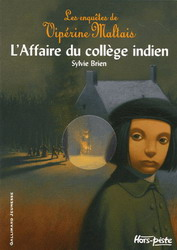 Les enquêtes de
Vipérine Maltais
L'Affaire du collège indien
Sylvie Brien
GALLIMARD JEUNESSE
Hors-piste